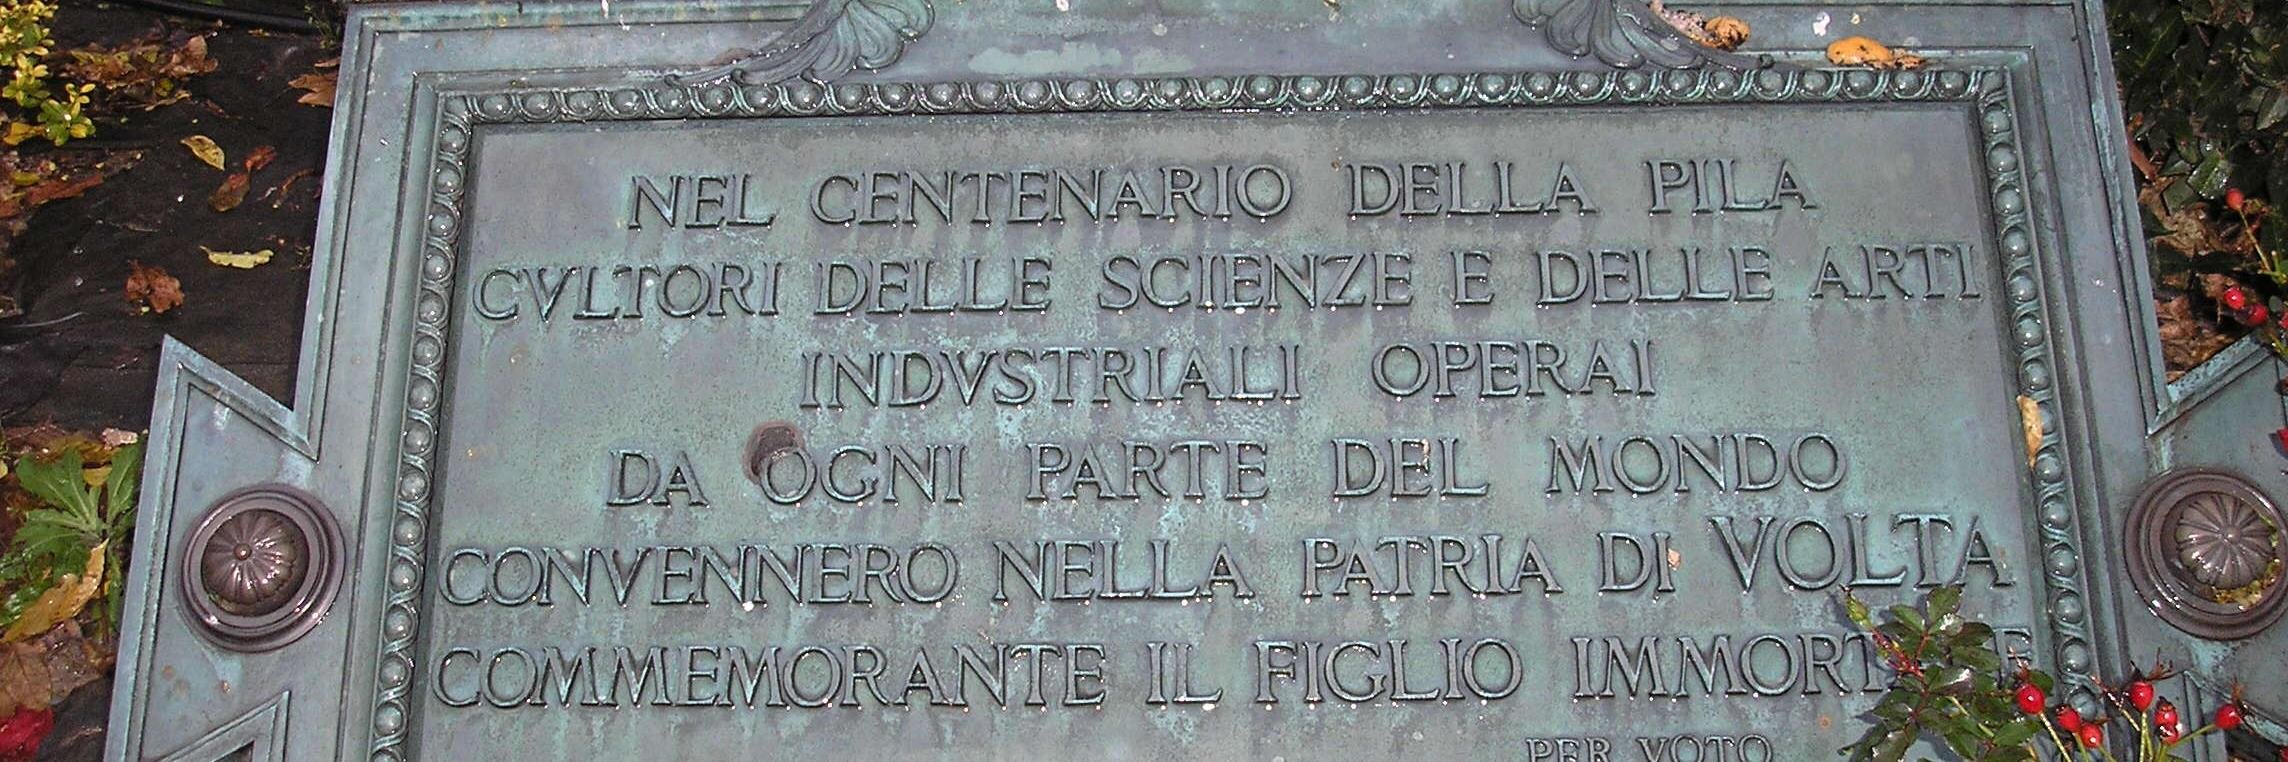 NEL CENTENARIO DELLA PILA
CVLTORI DELLE SCIENZE E DELLE ARTI
INDVSTRIALI OPERAI
DA OGNI PARTE DEL MONDO
CONVENNERO NELLA PATRIA DI VOLTA
COMMEMORANTE IL FIGLIO
PER VOTO